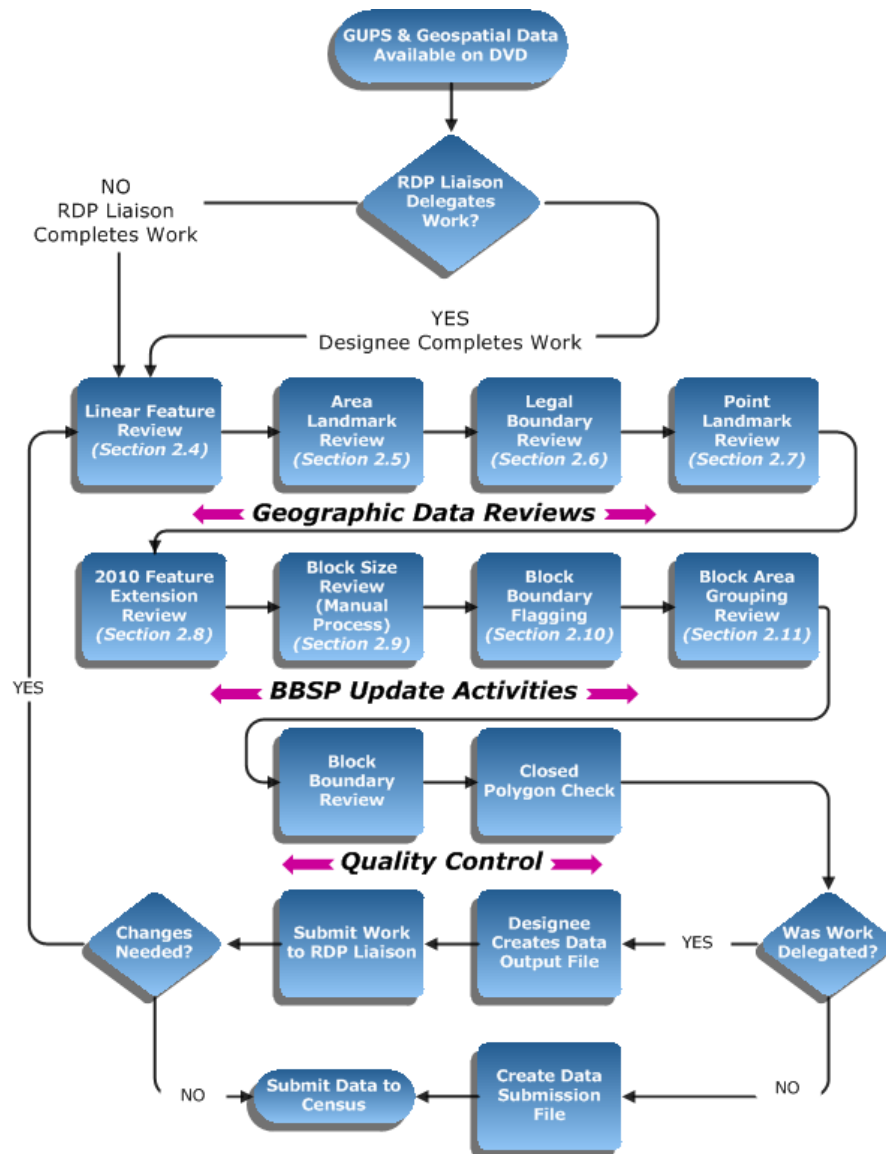 GUPS & Geospatial Data
Available on DVD
RDP Liaison
Delegates
Work?
NO
RDP Liaison
Completes Work
YES
Designee Completes Work
Linear Feature
Review
(Section 2.4)
Area
Landmark
Review
(Section 2.5)
Legal
Boundary
Review
(Section 2.6)
Point
Landmark
Review
(Section 2.7)
Geographic Data Reviews
2010 Feature
Extension
Review
(Section 2.8)
Block Size
Review
(Manual
Process)
(Section 2.9)
Block
Boundary
Flagging
(Section 2.10)
Block Area
Grouping
Review
(Section 2.11)
YES
BBSP Update Activities
Block
Boundary
Review
Closed
Polygon Check
Quality Control
Changes
Needed?
Submit Work
to RDP Liaison
Designee
Creates Data
Output File
YES
Was Work
Delegated?
NO
Submit Data to
Census
Create Data
Submission
File
NO